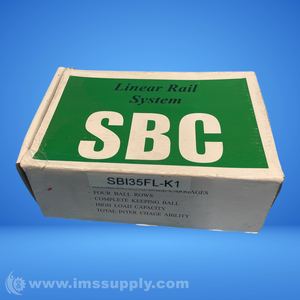 Linear Rail
System
SBC
SBI35FL-K1
FOUR BALL ROWS
COMPLETE KEEPING BALL
HIGH LOAD CAPACITY
TOTAL INTER CHAGE ABILITY
© www.imssupply.com